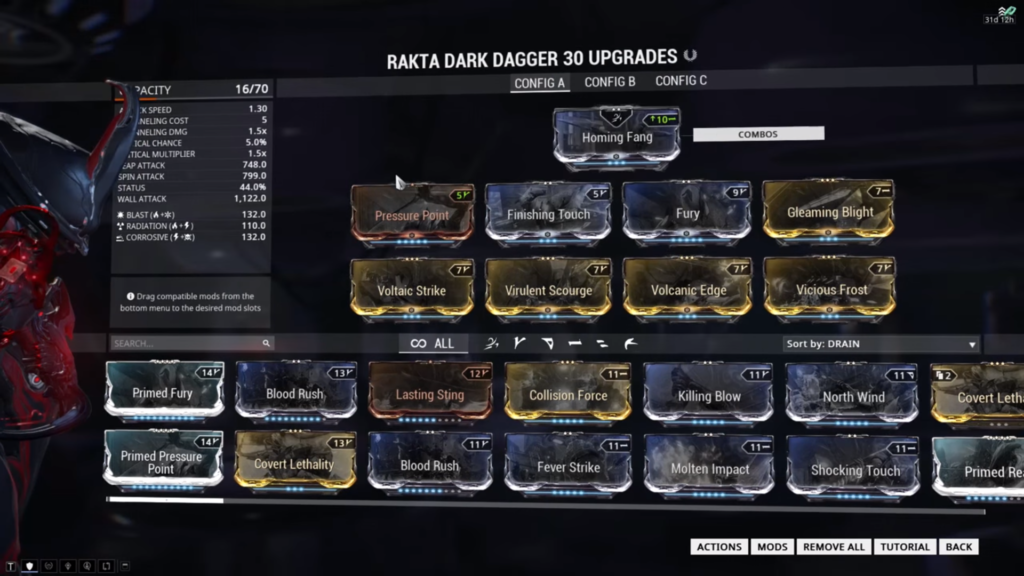 31d 12h
RAKTA DARK DAGGER 30 UPGRADES
CONFIG A CONFIG B CONFIG C
PACITY 16/70
CK SPEED 1.30
NNELING COST 5
NNELING DMG 1.5x
TICAL CHANCE 5.0%
TICAL MULTIPLIER 1.5x
EAP ATTACK 748.0
SPIN ATTACK 799.0
STATUS 44.0%
WALL ATTACK 1,122.0
BLAST ( + ) 132.0
RADIATION ( + ) 110.0
CORROSIVE ( + ) 132.0
Drag compatible mods from the
bottom menu to the desired mod slots
10
Homing Fang
COMBOS
5 5 9 7
Pressure Point Finishing Touch Fury Gleaming Blight
7 7 7 7
Voltaic Strike Virulent Scourge Volcanic Edge Vicious Frost
SEARCH... ALL Sort by: DRAIN
14 13 12 11 11 11 2
Primed Fury Blood Rush Lasting Sting Collision Force Killing Blow North Wind Covert Letha
14 13 11 11 11 11
Primed Pressure
Point Covert Lethality Blood Rush Fever Strike Molten Impact Shocking Touch Primed Rea
ACTIONS MODS REMOVE ALL TUTORIAL BACK
T